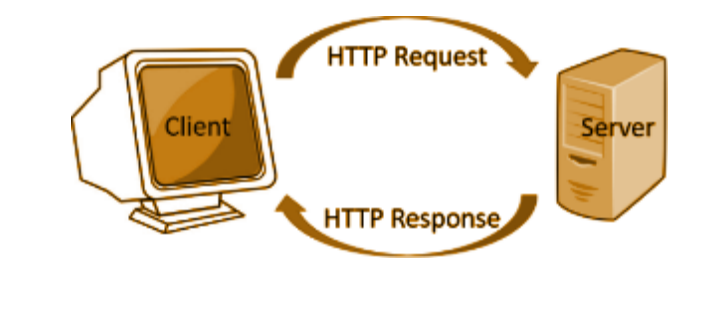 HTTP Request
Client
Server
HTTP Response